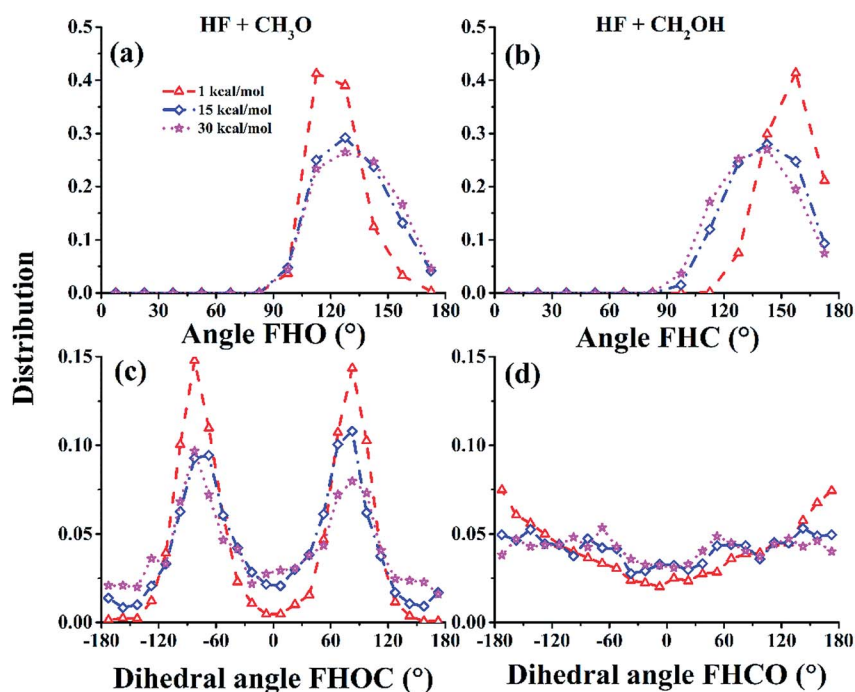 HF + CH₃O
HF + CH₂OH
(a)
1 kcal/mol
15 kcal/mol
30 kcal/mol
0.5
0.4
0.3
0.2
0.1
0.0
0 30 60 90 120 150 180
Angle FHO (°)
(b)
0.5
0.4
0.3
0.2
0.1
0.0
0 30 60 90 120 150 180
Angle FHC (°)
Distribution
(c)
0.15
0.10
0.05
0.00
-180 -120 -60 0 60 120 180
Dihedral angle FHOC (°)
(d)
0.15
0.10
0.05
0.00
-180 -120 -60 0 60 120 180
Dihedral angle FHCO (°)